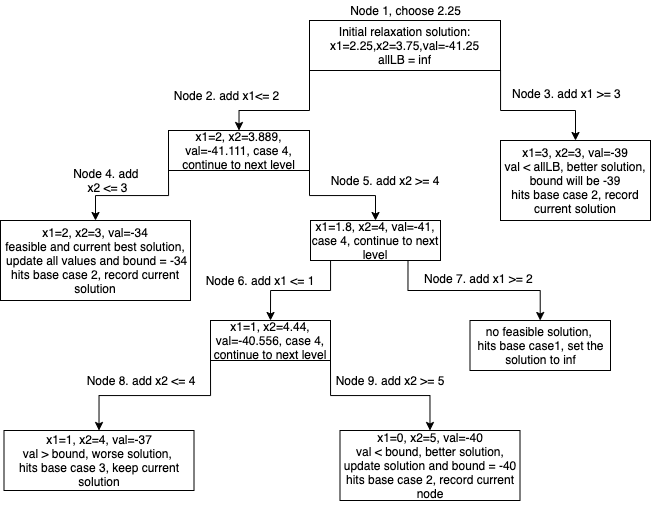 Node 1, choose 2.25
Initial relaxation solution:
x1=2.25,x2=3.75,val=-41.25
allLB = inf
Node 2. add x1<= 2
Node 3. add x1 >= 3
x1=2, x2=3.889,
val=-41.111, case 4,
continue to next level
x1=3, x2=3, val=-39
val < allLB, better solution,
bound will be -39
hits base case 2, record
current solution
Node 4. add
x2 <= 3
Node 5. add x2 >= 4
x1=2, x2=3, val=-34
feasible and current best solution,
update all values and bound = -34
hits base case 2, record current
solution
x1=1.8, x2=4, val=-41,
case 4, continue to next
level
Node 6. add x1 <= 1
Node 7. add x1 >= 2
x1=1, x2=4.44,
val=-40.556, case 4,
continue to next level
no feasible solution,
hits base case1, set the
solution to inf
Node 8. add x2 <= 4
Node 9. add x2 >= 5
x1=1, x2=4, val=-37
val > bound, worse solution,
hits base case 3, keep current
solution
x1=0, x2=5, val=-40
val < bound, better solution,
update solution and bound = -40
hits base case 2, record current
node